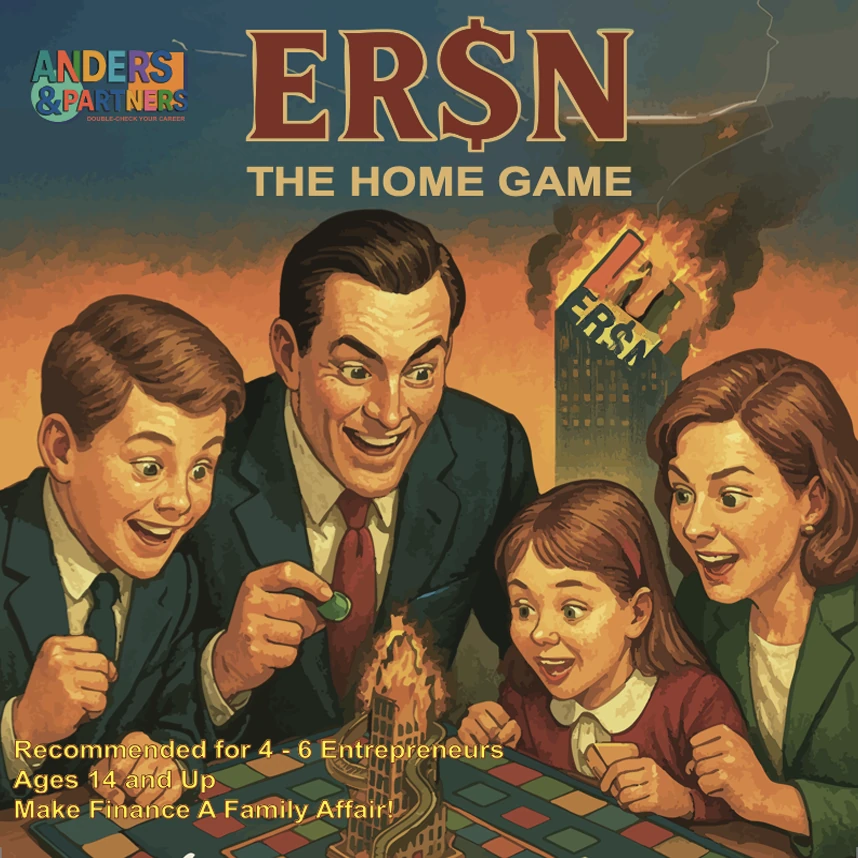 ANDERS
& PARTNERS
DOUBLE-CHECK YOUR CAREER
ER$N
THE HOME GAME
ER$N
Recommended for 4 - 6 Entrepreneurs
Ages 14 and Up
Make Finance A Family Affair!